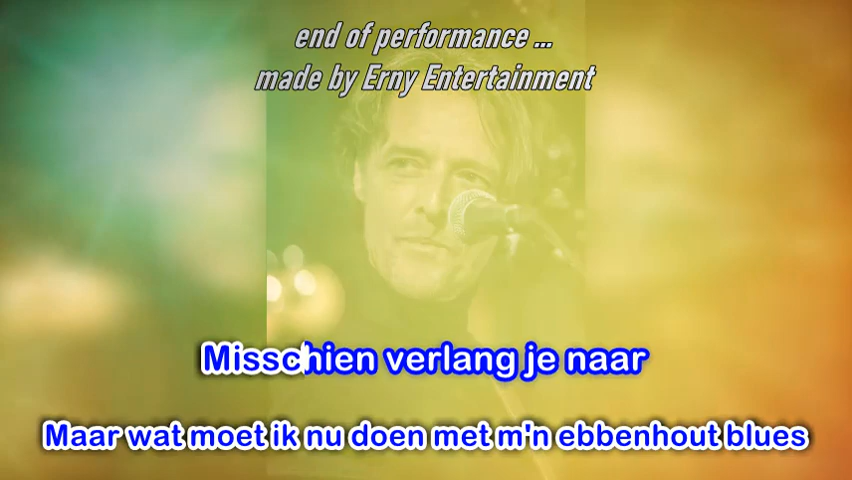 end of performance ...
made by Erny Entertainment
Misschien verlang je naar
Maar wat moet ik nu doen met m'n ebbenhout blues